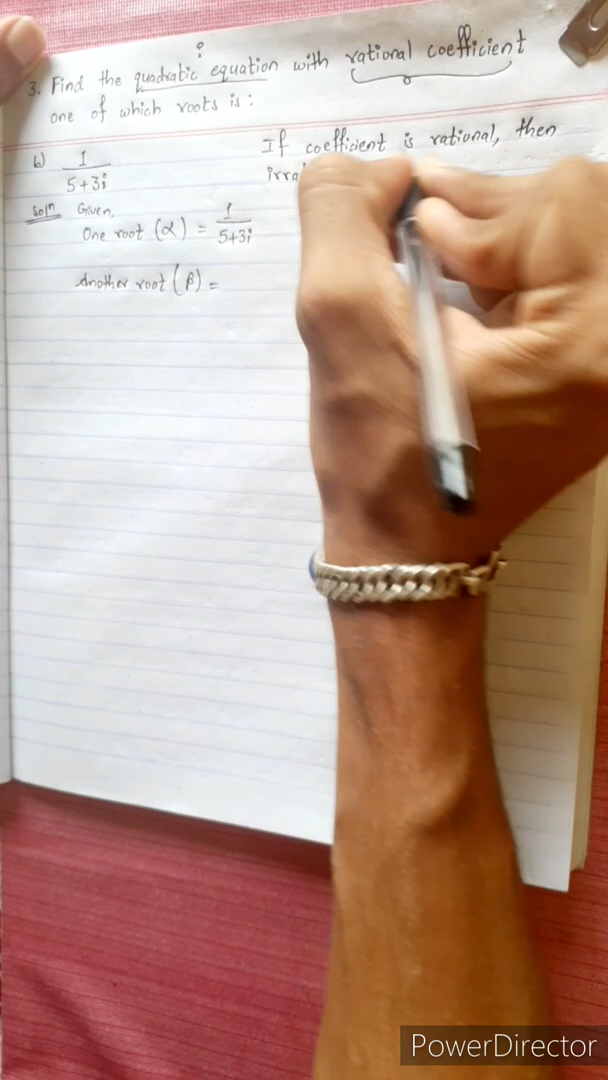 3. Find the quadratic equation with rational coefficient
one of which roots is :
b) 1/(5+3i)
If coefficient is rational, then
Soln Given,
One root (α) = 1/(5+3i)
Another root (β) =
PowerDirector